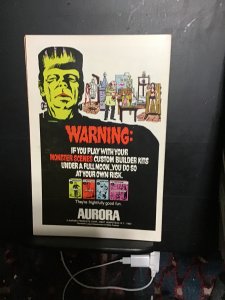 WARNING:
IF YOU PLAY WITH YOUR
MONSTER SCENES CUSTOM BUILDER KITS
UNDER A FULL MOON, YOU DO SO
AT YOUR OWN RISK.
They're frightfully good fun.
AURORA